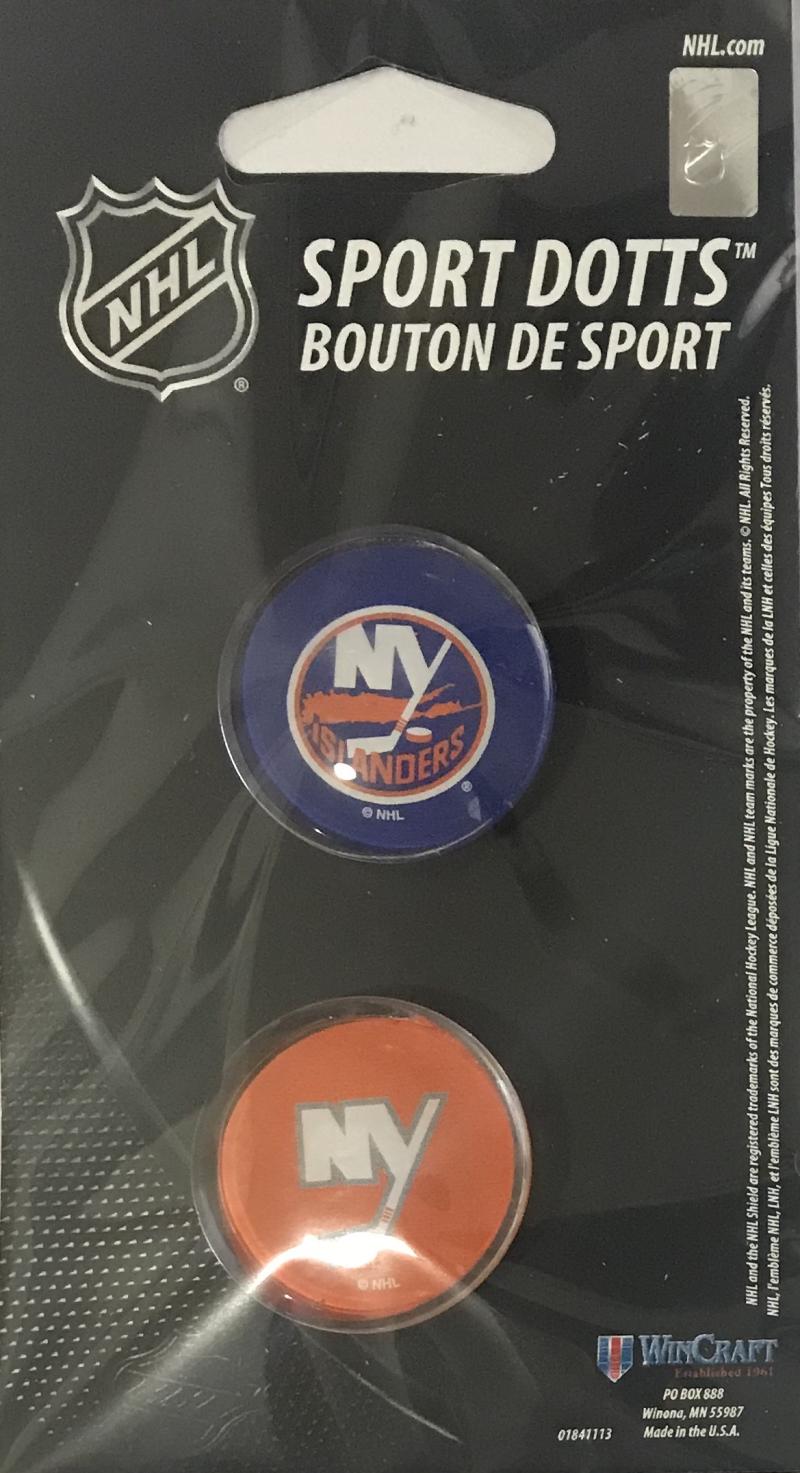 NHL.com
NHL
®
SPORT DOTTS™
BOUTON DE SPORT
NY
ISLANDERS
®
© NHL
NY
© NHL
NHL and the NHL Shield are registered trademarks of the National Hockey League. NHL and NHL team marks are the property of the NHL and its teams. © NHL. All Rights Reserved.
NHL, l'emblème NHL, LNH, et l'emblème LNH sont des marques de commerce déposées de la Ligue Nationale de Hockey. Les marques de la LNH et celles des équipes Tous droits réservés.
WINCRAFT
Established 1961
PO BOX 888
Winona, MN 55987
01841113 Made in the U.S.A.